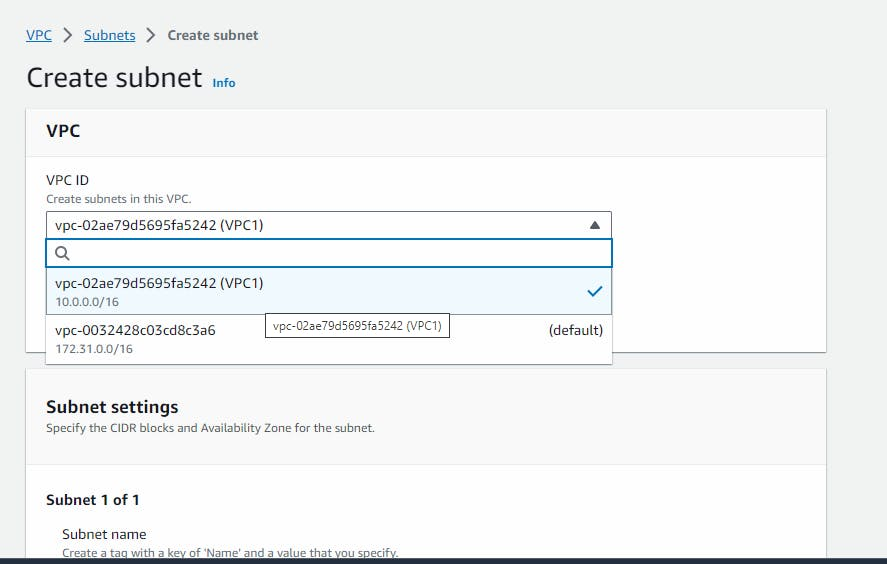 VPC > Subnets > Create subnet
Create subnet Info
VPC
VPC ID
Create subnets in this VPC.
vpc-02ae79d5695fa5242 (VPC1)
vpc-02ae79d5695fa5242 (VPC1)
10.0.0.0/16
vpc-02ae79d5695fa5242 (VPC1)
vpc-0032428c03cd8c3a6 (default)
172.31.0.0/16
Subnet settings
Specify the CIDR blocks and Availability Zone for the subnet.
Subnet 1 of 1
Subnet name
Create a tag with a key of 'Name' and a value that you specify.